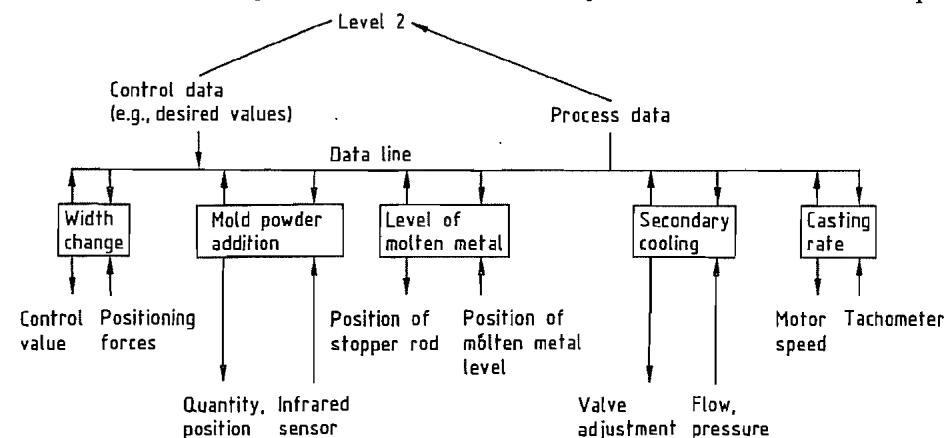 Level 2
Control data
(e.g., desired values)
Process data
Data line
Width
change
Mold powder
addition
Level of
molten metal
Secondary
cooling
Casting
rate
Control
value
Positioning
forces
Position of
stopper rod
Position of
molten metal
level
Motor
speed
Tachometer
Quantity,
position
Infrared
sensor
Valve
adjustment
Flow,
pressure